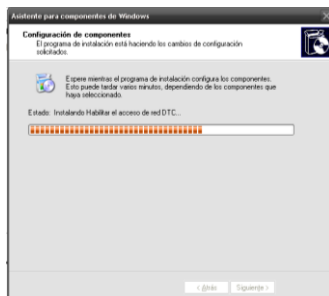 Asistente para componentes de Windows
Configuración de componentes
El programa de instalación está haciendo los cambios de configuración
solicitados.
Espere mientras el programa de instalación configura los componentes.
Esto puede tardar varios minutos, dependiendo de los componentes que
haya seleccionado.
Estado: Instalando Habilitar el acceso de red DTC...
< Atrás Siguiente >